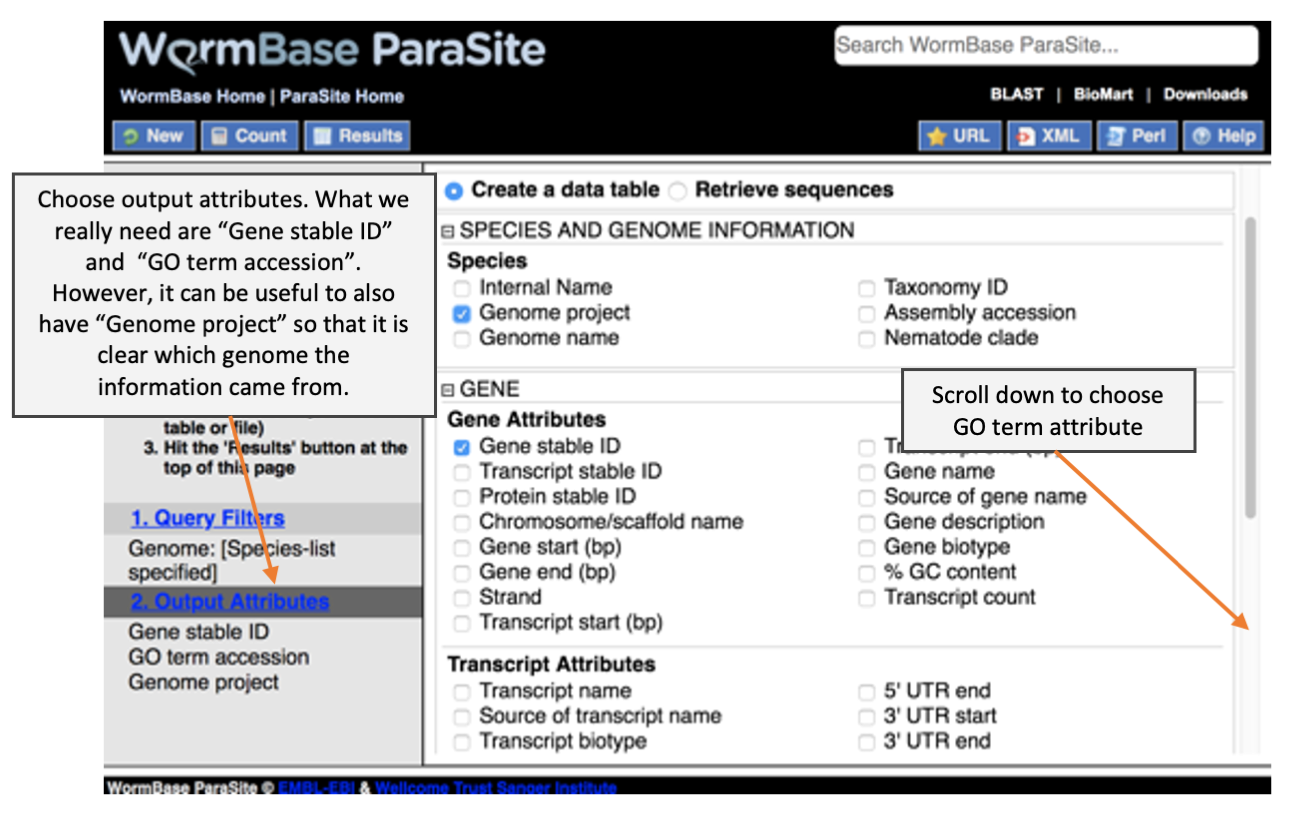 WormBase ParaSite
Search WormBase ParaSite...
WormBase Home | ParaSite Home
BLAST | BioMart | Downloads
New Count Results
URL XML Perl Help
Choose output attributes. What we
really need are “Gene stable ID”
and “GO term accession”.
However, it can be useful to also
have “Genome project” so that it is
clear which genome the
information came from.
table or file)
3. Hit the 'Results' button at the
top of this page
1. Query Filters
Genome: [Species-list
specified]
2. Output Attributes
Gene stable ID
GO term accession
Genome project
Create a data table Retrieve sequences
SPECIES AND GENOME INFORMATION
Species
Internal Name Taxonomy ID
Genome project Assembly accession
Genome name Nematode clade
GENE
Scroll down to choose
GO term attribute
Gene Attributes
Gene stable ID
Transcript stable ID Gene name
Protein stable ID Source of gene name
Chromosome/scaffold name Gene description
Gene start (bp) Gene biotype
Gene end (bp) % GC content
Strand Transcript count
Transcript start (bp)
Transcript Attributes
Transcript name 5' UTR end
Source of transcript name 3' UTR start
Transcript biotype 3' UTR end
WormBase ParaSite © EMBL-EBI & Wellcome Trust Sanger Institute